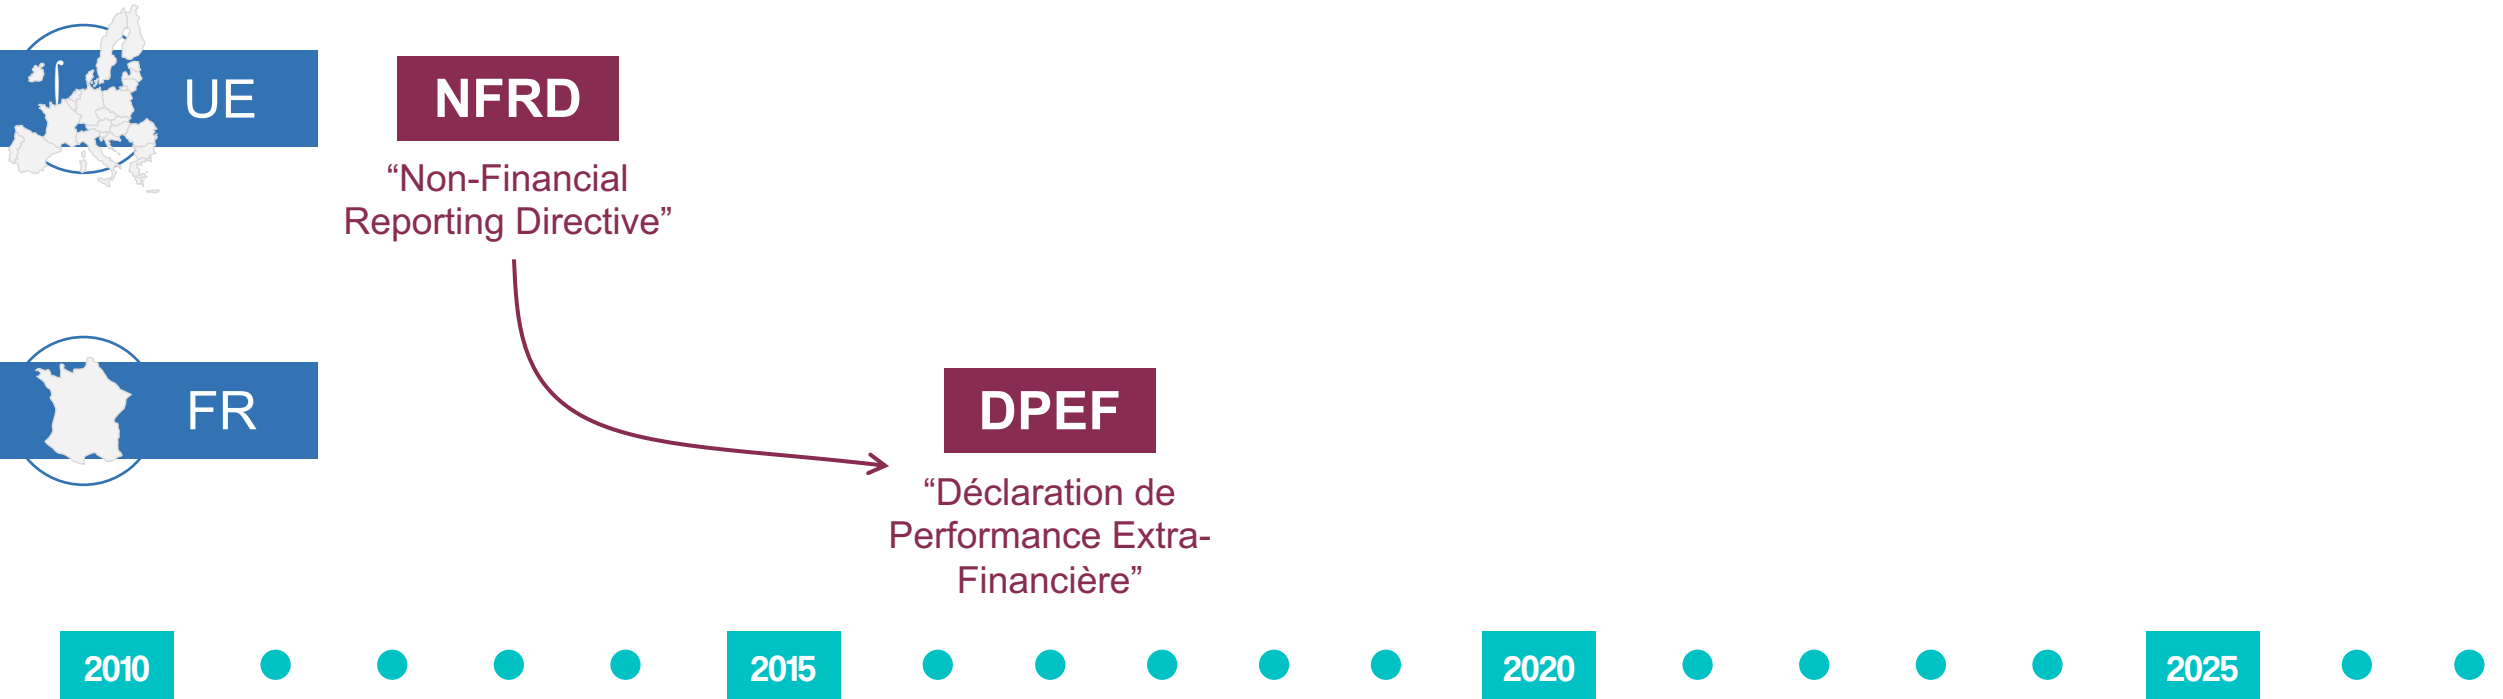 UE
NFRD
“Non-Financial
Reporting Directive”
FR
DPEF
“Déclaration de
Performance Extra-
Financière”
2010
2015
2020
2025